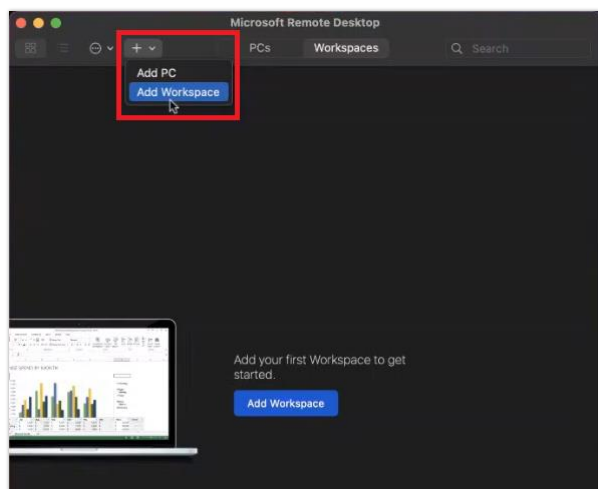 Microsoft Remote Desktop
PCs
Workspaces
Search
Add PC
Add Workspace
Add your first Workspace to get
started.
Add Workspace